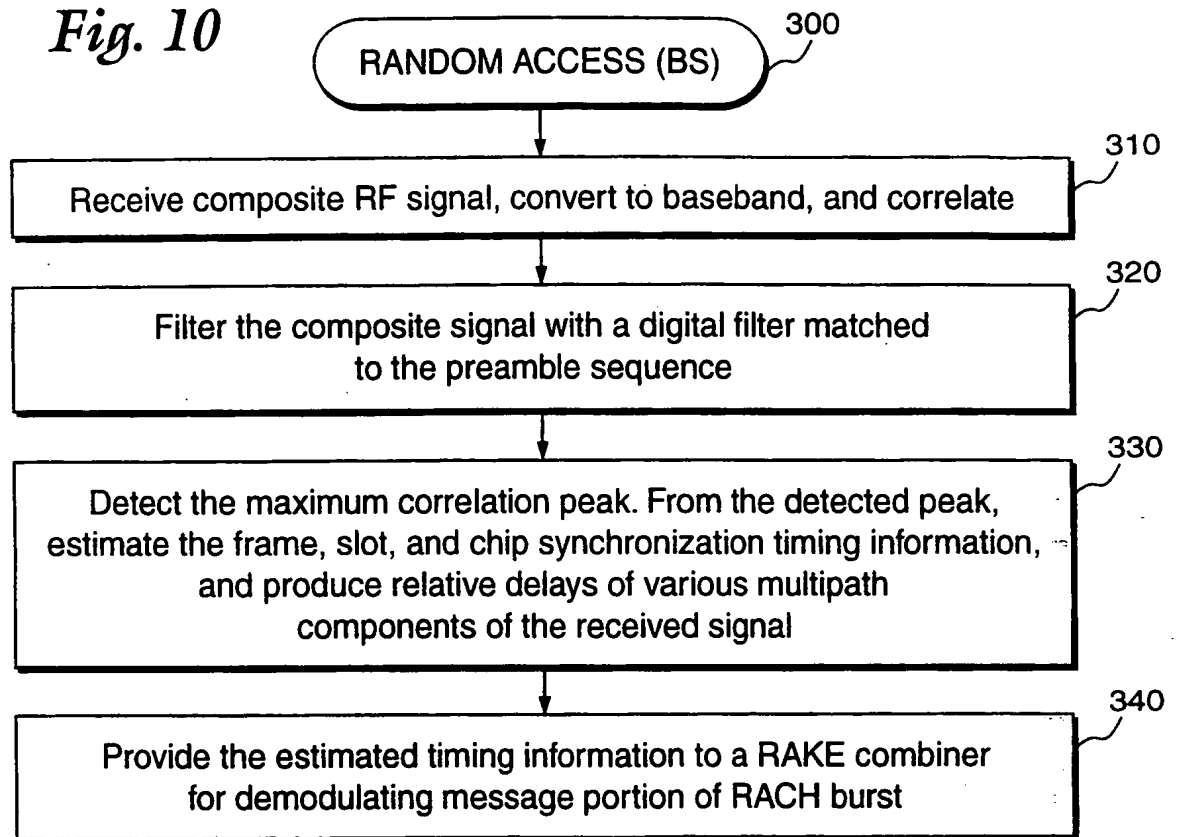 Fig. 10
300
RANDOM ACCESS (BS)
310
Receive composite RF signal, convert to baseband, and correlate
320
Filter the composite signal with a digital filter matched
to the preamble sequence
330
Detect the maximum correlation peak. From the detected peak,
estimate the frame, slot, and chip synchronization timing information,
and produce relative delays of various multipath
components of the received signal
340
Provide the estimated timing information to a RAKE combiner
for demodulating message portion of RACH burst